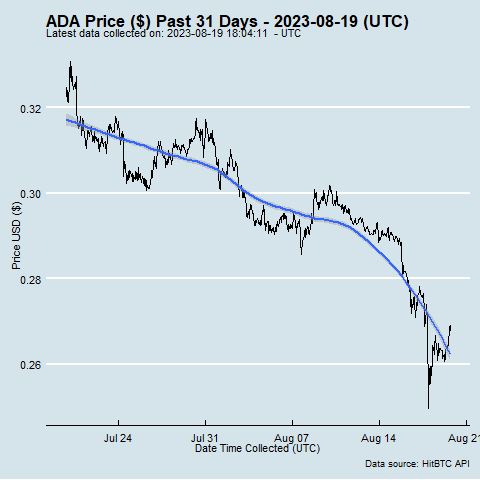 ADA Price ($) Past 31 Days - 2023-08-19 (UTC)
Latest data collected on: 2023-08-19 18:04:11 - UTC
0.32
0.30
0.28
0.26
Price USD ($)
Jul 24 Jul 31 Aug 07 Aug 14 Aug 21
Date Time Collected (UTC)
Data source: HitBTC API